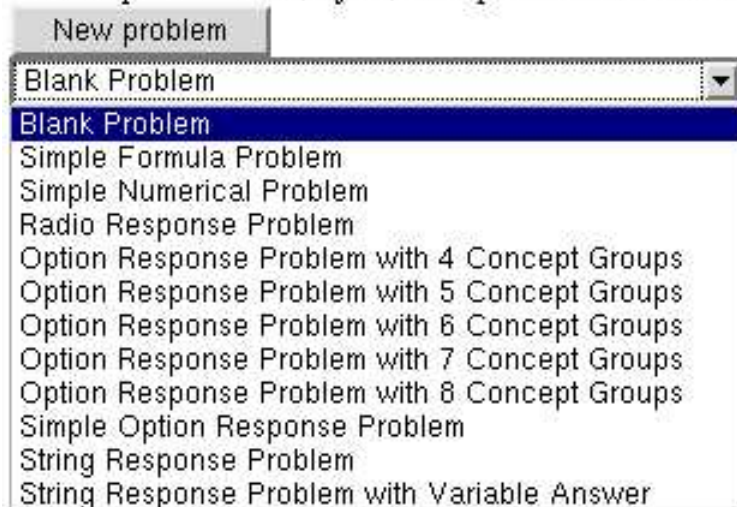 New problem
Blank Problem
Blank Problem
Simple Formula Problem
Simple Numerical Problem
Radio Response Problem
Option Response Problem with 4 Concept Groups
Option Response Problem with 5 Concept Groups
Option Response Problem with 6 Concept Groups
Option Response Problem with 7 Concept Groups
Option Response Problem with 8 Concept Groups
Simple Option Response Problem
String Response Problem
String Response Problem with Variable Answer